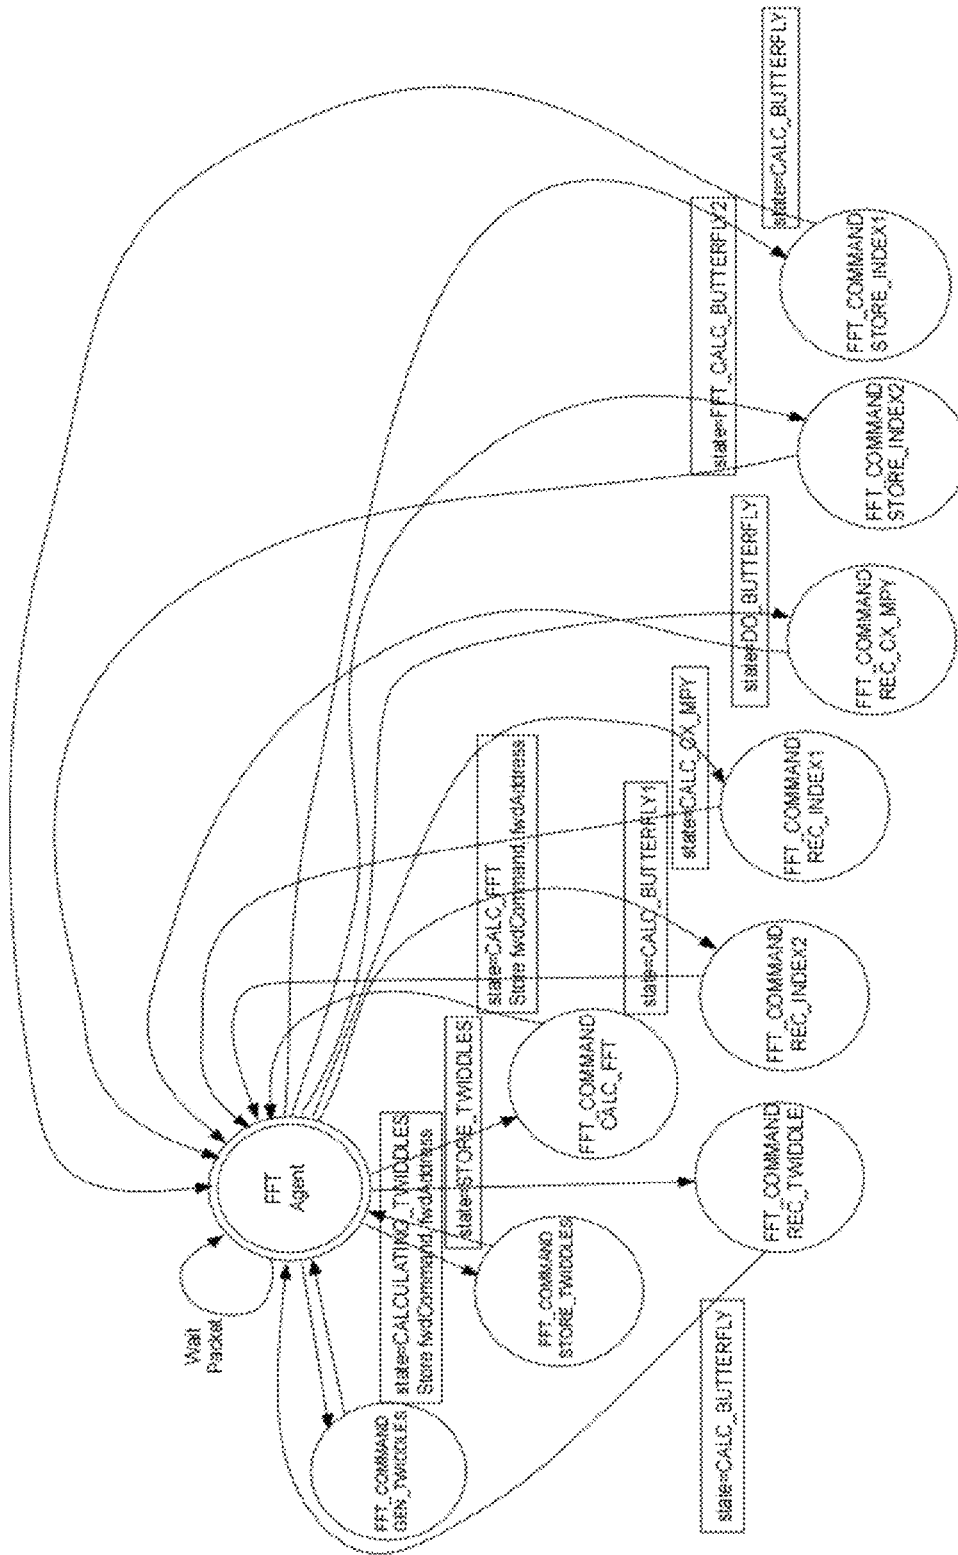 Wait
Packet
FFT
Agent
FFT_COMMAND
GEN_TWIDDLES
state=CALCULATING_TWIDDLES
Store fwdCommand, fwdAddress
FFT_COMMAND
STORE_TWIDDLES
state=STORE_TWIDDLES
FFT_COMMAND
CALC_FFT
state=CALC_FFT
Store fwdCommand, fwdAddress
FFT_COMMAND
REC_TWIDDLE
state=CALC_BUTTERFLY
FFT_COMMAND
REC_INDEX2
state=CALC_BUTTERFLY1
FFT_COMMAND
REC_INDEX1
state=CALC_CX_MPY
FFT_COMMAND
REC_CX_MPY
state=DO_BUTTERFLY
FFT_COMMAND
STORE_INDEX2
state=FFT_CALC_BUTTERFLY2
FFT_COMMAND
STORE_INDEX1
state=CALC_BUTTERFLY